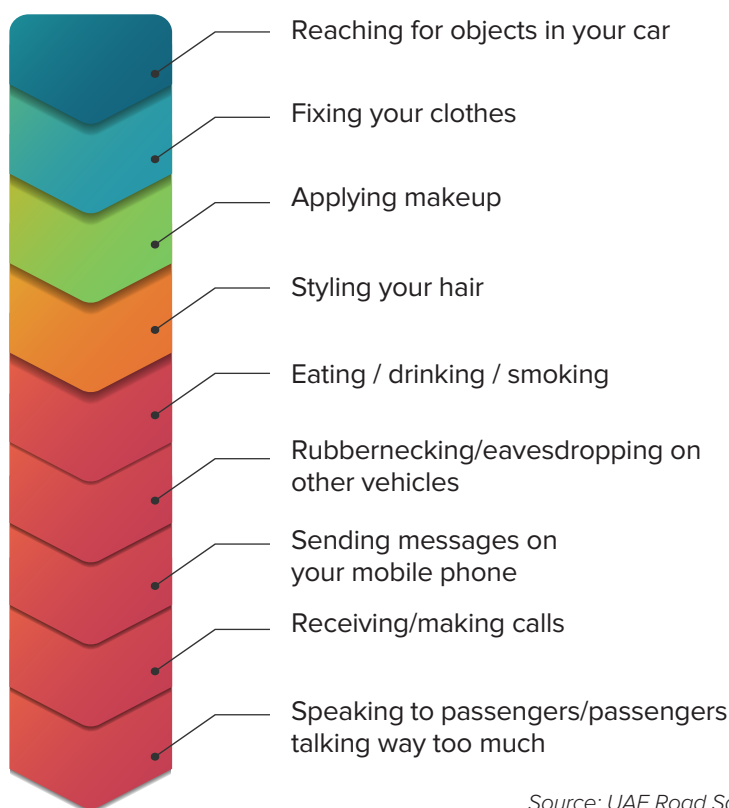 Reaching for objects in your car
Fixing your clothes
Applying makeup
Styling your hair
Eating / drinking / smoking
Rubbernecking/eavesdropping on
other vehicles
Sending messages on
your mobile phone
Receiving/making calls
Speaking to passengers/passengers
talking way too much
Source: UAE Road